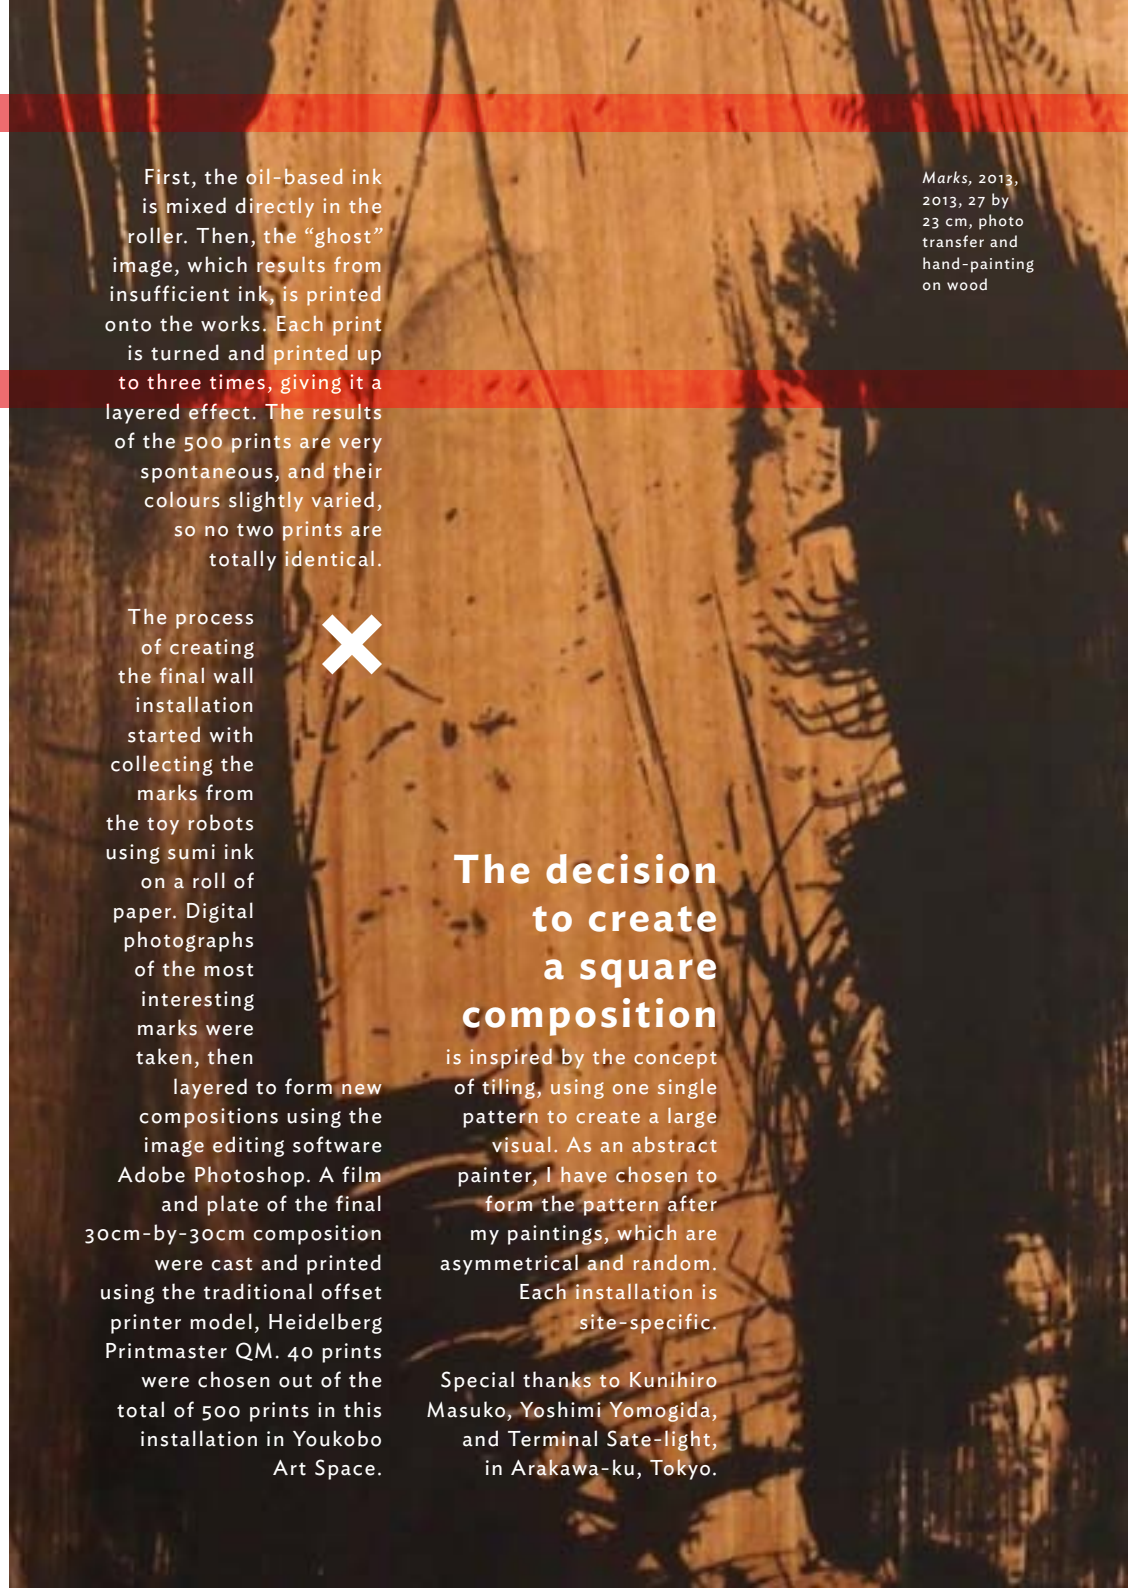 First, the oil-based ink
is mixed directly in the
roller. Then, the “ghost”
image, which results from
insufficient ink, is printed
onto the works. Each print
is turned and printed up
to three times, giving it a
layered effect. The results
of the 500 prints are very
spontaneous, and their
colours slightly varied,
so no two prints are
totally identical.
The process
of creating
the final wall
installation
started with
collecting the
marks from
the toy robots
using sumi ink
on a roll of
paper. Digital
photographs
of the most
interesting
marks were
taken, then
layered to form new
compositions using the
image editing software
Adobe Photoshop. A film
and plate of the final
30cm-by-30cm composition
were cast and printed
using the traditional offset
printer model, Heidelberg
Printmaster QM. 40 prints
were chosen out of the
total of 500 prints in this
installation in Youkobo
Art Space.
The decision
to create
a square
composition
is inspired by the concept
of tiling, using one single
pattern to create a large
visual. As an abstract
painter, I have chosen to
form the pattern after
my paintings, which are
asymmetrical and random.
Each installation is
site-specific.
Special thanks to Kunihiro
Masuko, Yoshimi Yomogida,
and Terminal Sate-light,
in Arakawa-ku, Tokyo.
Marks, 2013,
2013, 27 by
23 cm, photo
transfer and
hand-painting
on wood